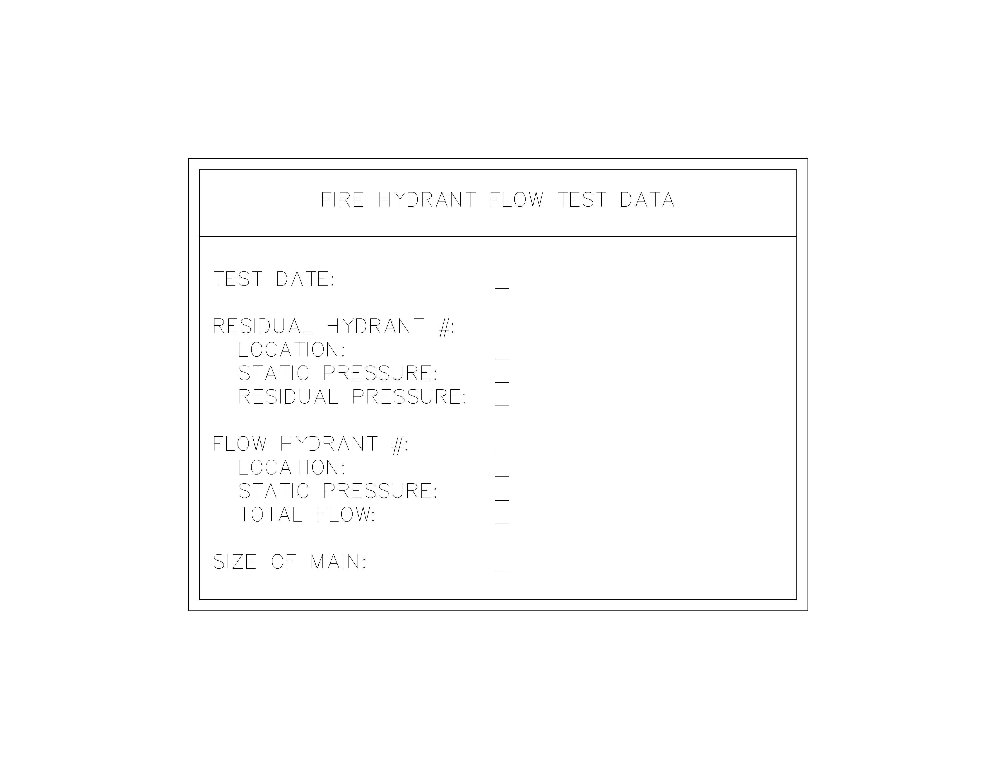 FIRE HYDRANT FLOW TEST DATA
TEST DATE: _
RESIDUAL HYDRANT #: _
LOCATION: _
STATIC PRESSURE: _
RESIDUAL PRESSURE: _
FLOW HYDRANT #: _
LOCATION: _
STATIC PRESSURE: _
TOTAL FLOW: _
SIZE OF MAIN: _